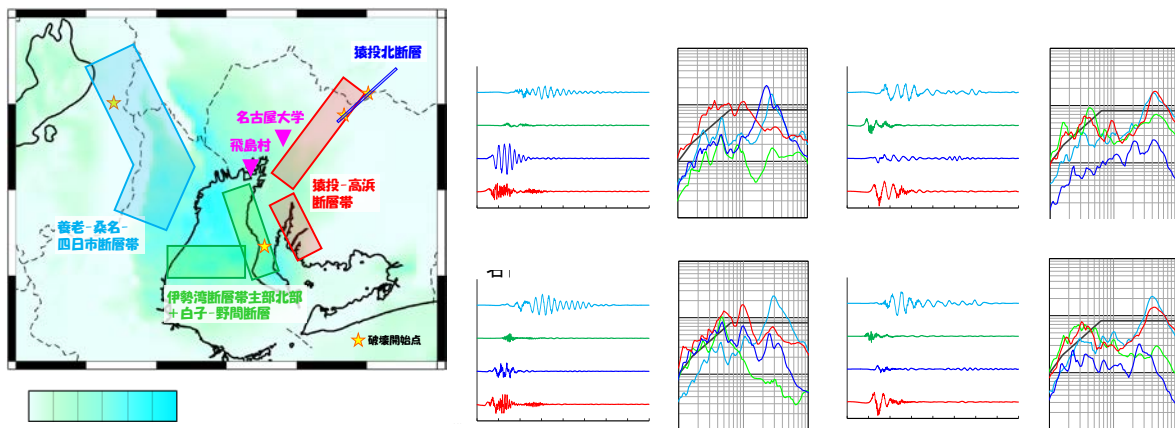 猿投北断層
名古屋大学
飛島村
猿投-高浜
断層帯
養老-桑名-
四日市断層帯
伊勢湾断層帯主部北部
+白子-野間断層
破壊開始点